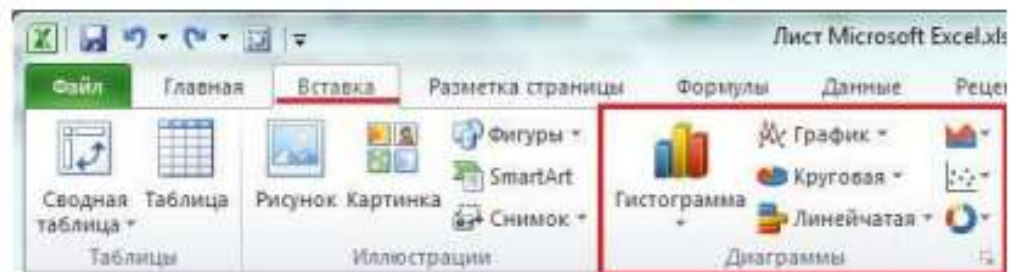 Лист Microsoft Excel.xls
Файл Главная Вставка Разметка страницы Формулы Данные Рецен
Сводная таблица
Таблица
Рисунок
Картинка
Фигуры
SmartArt
Снимок
Гистограмма
График
Круговая
Линейчатая
Таблицы
Иллюстрации
Диаграммы